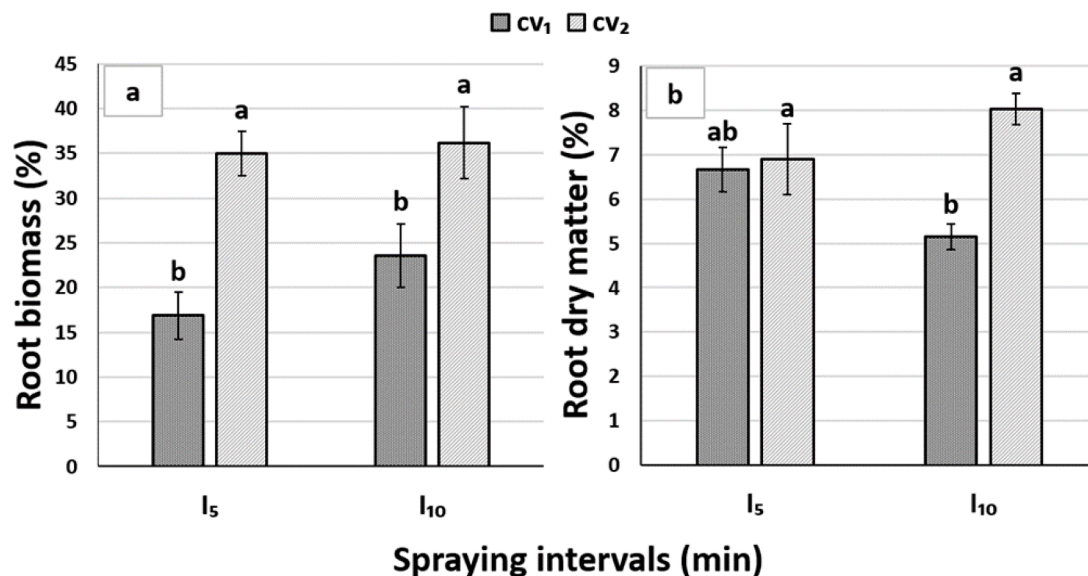 cv₁ cv₂
a
Root biomass (%)
45
40
35
30
25
20
15
10
5
0
b
a
b
a
I₅
I₁₀
b
Root dry matter (%)
9
8
7
6
5
4
3
2
1
0
ab
a
b
a
I₅
I₁₀
Spraying intervals (min)